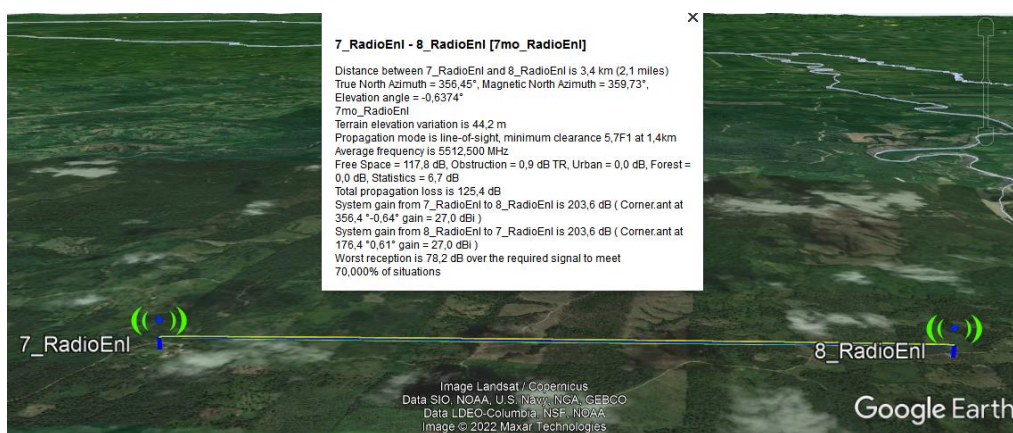 7_RadioEnl - 8_RadioEnl [7mo_RadioEnl]
Distance between 7_RadioEnl and 8_RadioEnl is 3,4 km (2,1 miles)
True North Azimuth = 356,45°, Magnetic North Azimuth = 359,73°,
Elevation angle = -0,6374°
7mo_RadioEnl
Terrain elevation variation is 44,2 m
Propagation mode is line-of-sight, minimum clearance 5,7F1 at 1,4km
Average frequency is 5512,500 MHz
Free Space = 117,8 dB, Obstruction = 0,9 dB TR, Urban = 0,0 dB, Forest =
0,0 dB, Statistics = 6,7 dB
Total propagation loss is 125,4 dB
System gain from 7_RadioEnl to 8_RadioEnl is 203,6 dB ( Corner.ant at
356,4 °-0,64° gain = 27,0 dBi )
System gain from 8_RadioEnl to 7_RadioEnl is 203,6 dB ( Corner.ant at
176,4 °0,61° gain = 27,0 dBi )
Worst reception is 78,2 dB over the required signal to meet
70,000% of situations
7_RadioEnl
8_RadioEnl
Image Landsat / Copernicus
Data SIO, NOAA, U.S. Navy, NGA, GEBCO
Data LDEO-Columbia, NSF, NOAA
Image © 2022 Maxar Technologies
Google Earth